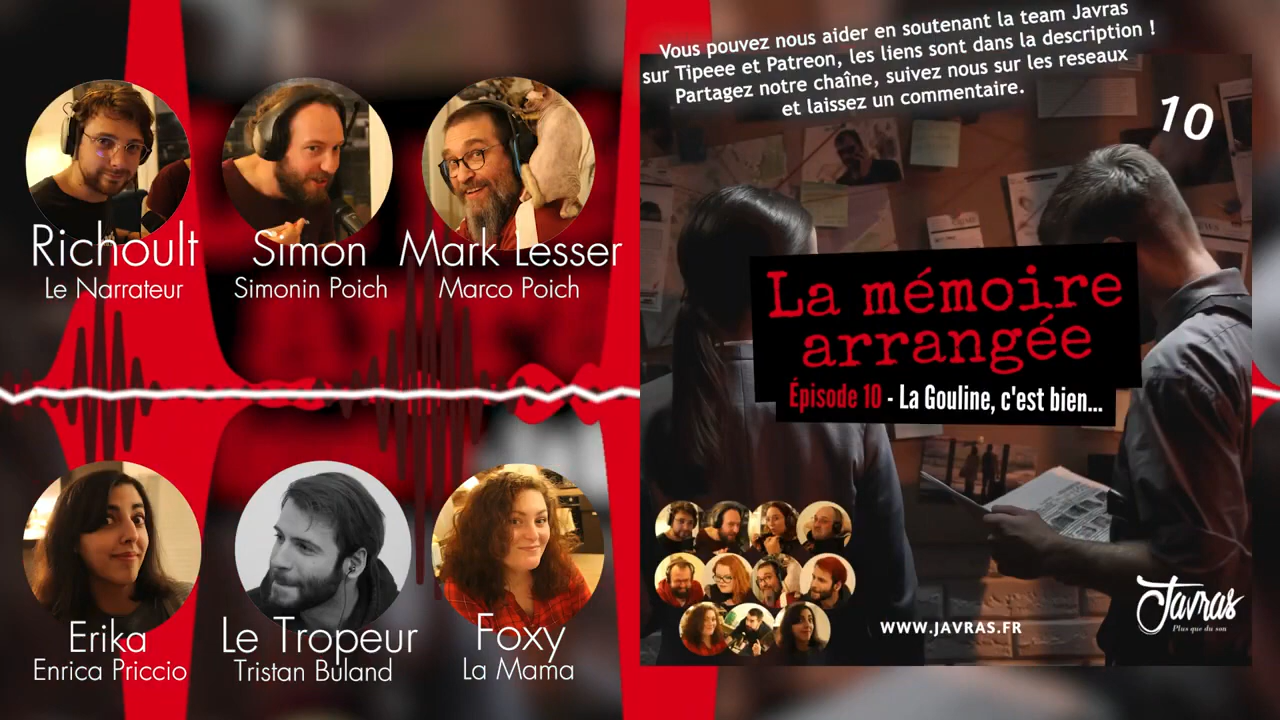 Richoult
Le Narrateur
Simon
Simonin Poich
Mark Lesser
Marco Poich
Erika
Enrica Priccio
Le Tropeur
Tristan Buland
Foxy
La Mama
Vous pouvez nous aider en soutenant la team Javras
sur Tipeee et Patreon, les liens sont dans la description !
Partagez notre chaîne, suivez nous sur les reseaux
et laissez un commentaire.
10
La mémoire
arrangée
Épisode 10 - La Gouline, c'est bien...
WWW.JAVRAS.FR
Javras
Plus que du son